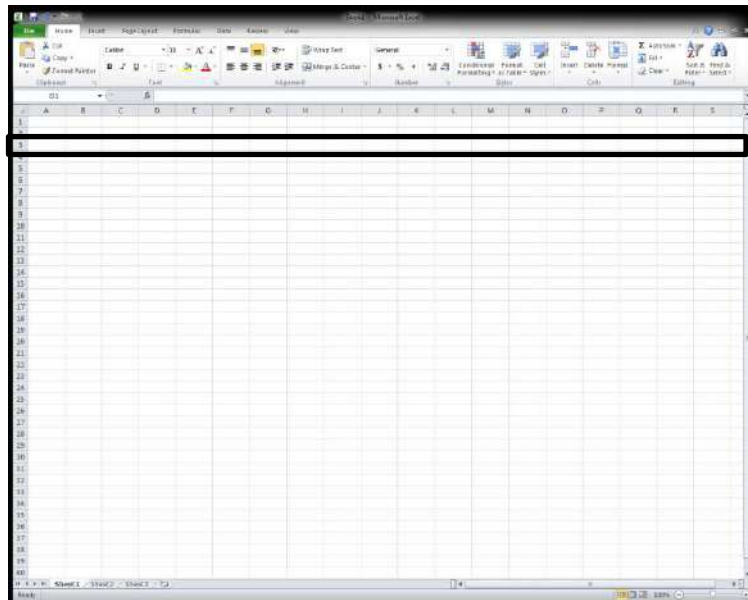 File Home Insert Page Layout Formulas Data Review View
Cut
Copy
Format Painter
Paste
Calibri
B I U
Wrap Text
Merge & Center
General
$ %
Conditional Formatting
Format as Table
Cell Styles
Insert Delete Format
AutoSum
Fill
Clear
Sort & Filter
Find & Select
Clipboard Font Alignment Number Styles Cells Editing
fx
A B C D E F G H I J K L M N O P Q R S
1
3
5
6
7
8
9
10
11
12
13
14
15
16
17
18
19
20
21
22
23
24
25
26
27
28
29
30
31
32
33
34
35
36
37
38
39
40
Sheet1 Sheet2 Sheet3
Ready
100%